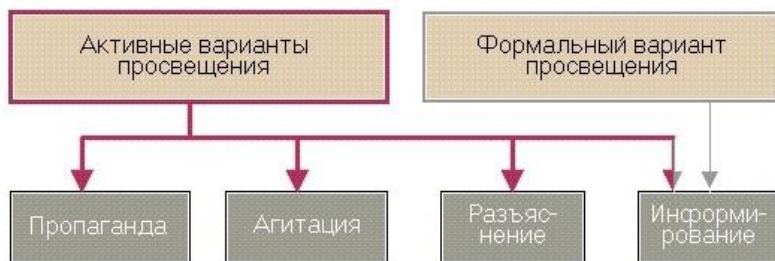 Активные варианты
просвещения
Формальный вариант
просвещения
Пропаганда
Агитация
Разъяс-
нение
Информи-
рование